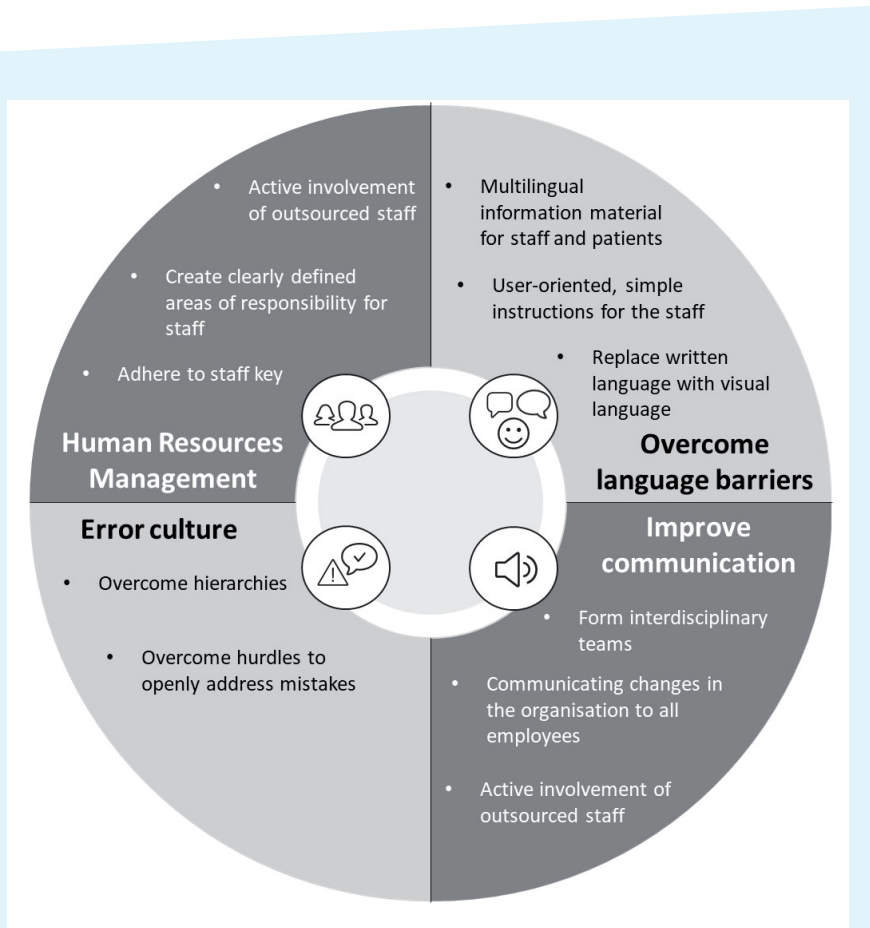 Active involvement
of outsourced staff
Create clearly defined
areas of responsibility for
staff
Adhere to staff key
Human Resources
Management
Multilingual
information material
for staff and patients
User-oriented, simple
instructions for the staff
Replace written
language with visual
language
Overcome
language barriers
Error culture
Overcome hierarchies
Overcome hurdles to
openly address mistakes
Improve
communication
Form interdisciplinary
teams
Communicating changes in
the organisation to all
employees
Active involvement of
outsourced staff